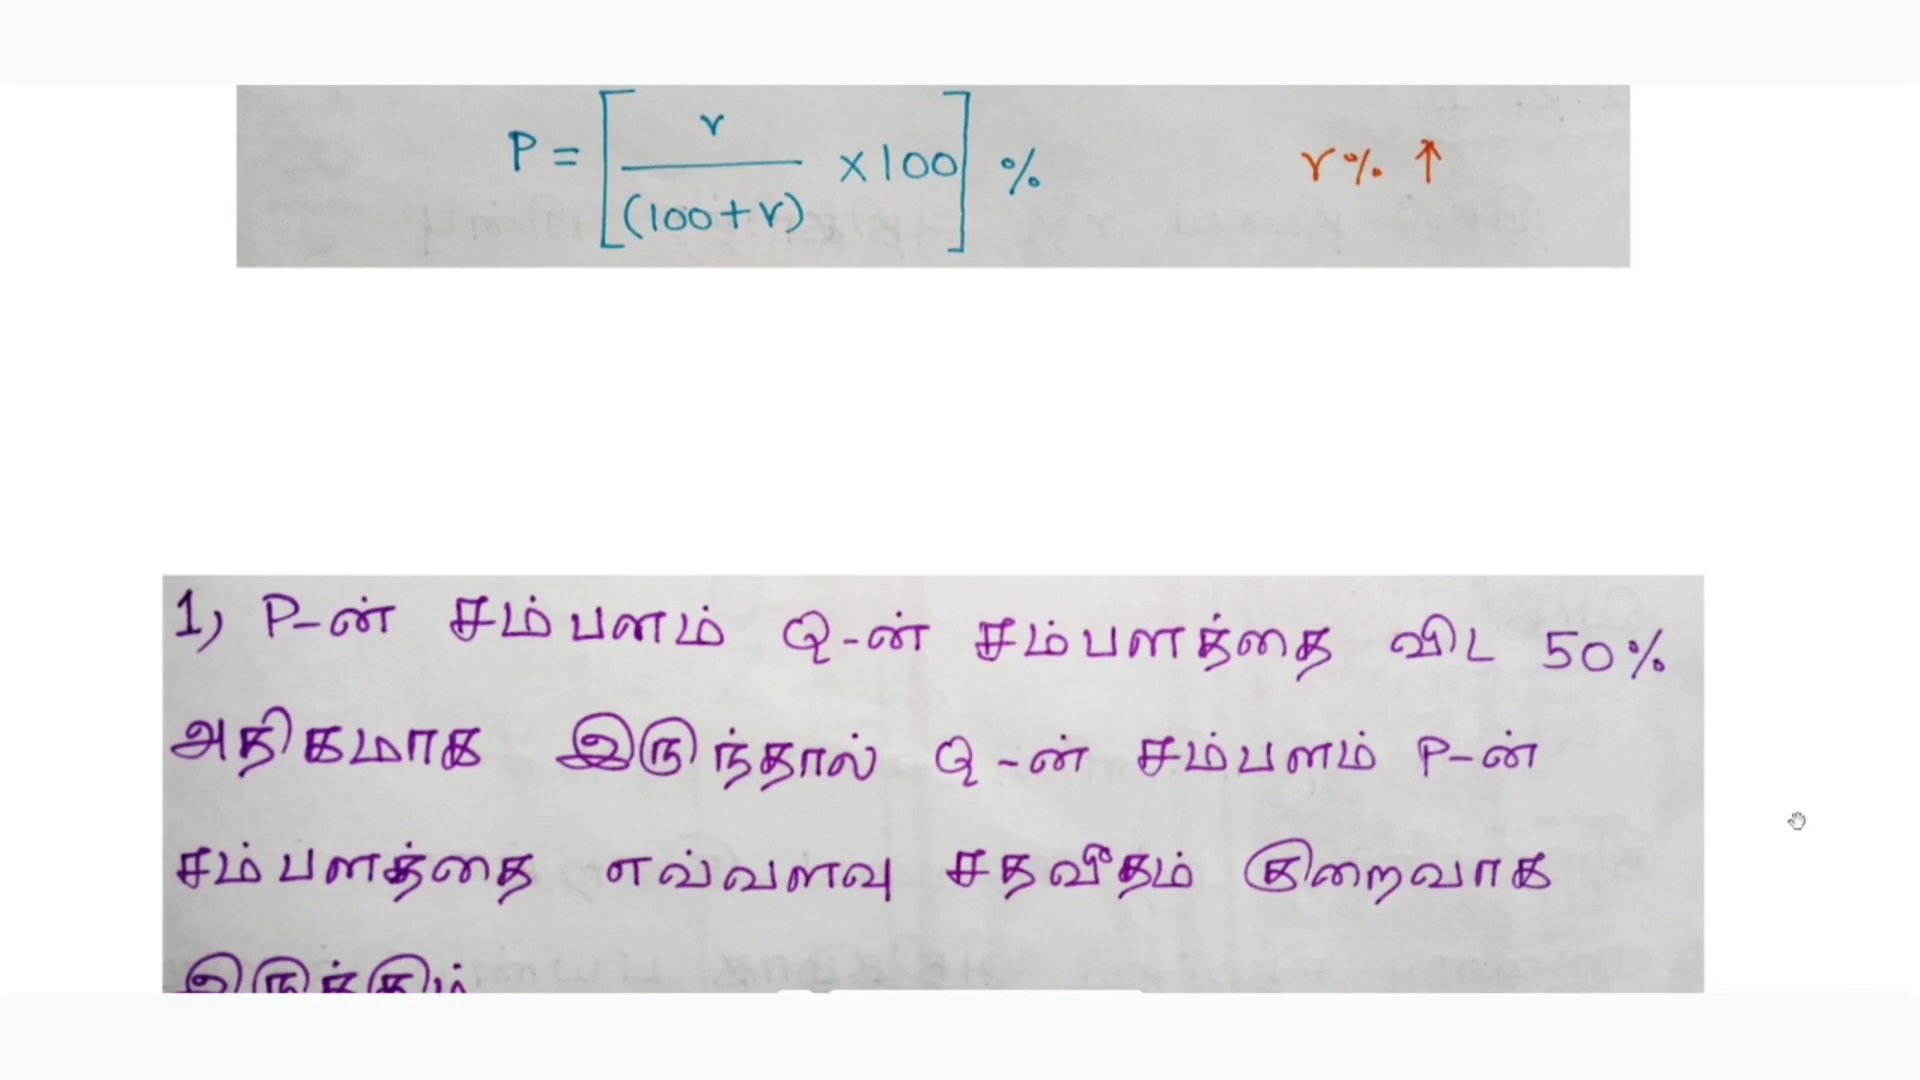 P = [ r / (100+r) × 100 ] % r% ↑
1) P-ன் சம்பளம் Q-ன் சம்பளத்தை விட 50%
அதிகமாக இருந்தால் Q-ன் சம்பளம் P-ன்
சம்பளத்தை எவ்வளவு சதவீதம் குறைவாக
இருக்கும்